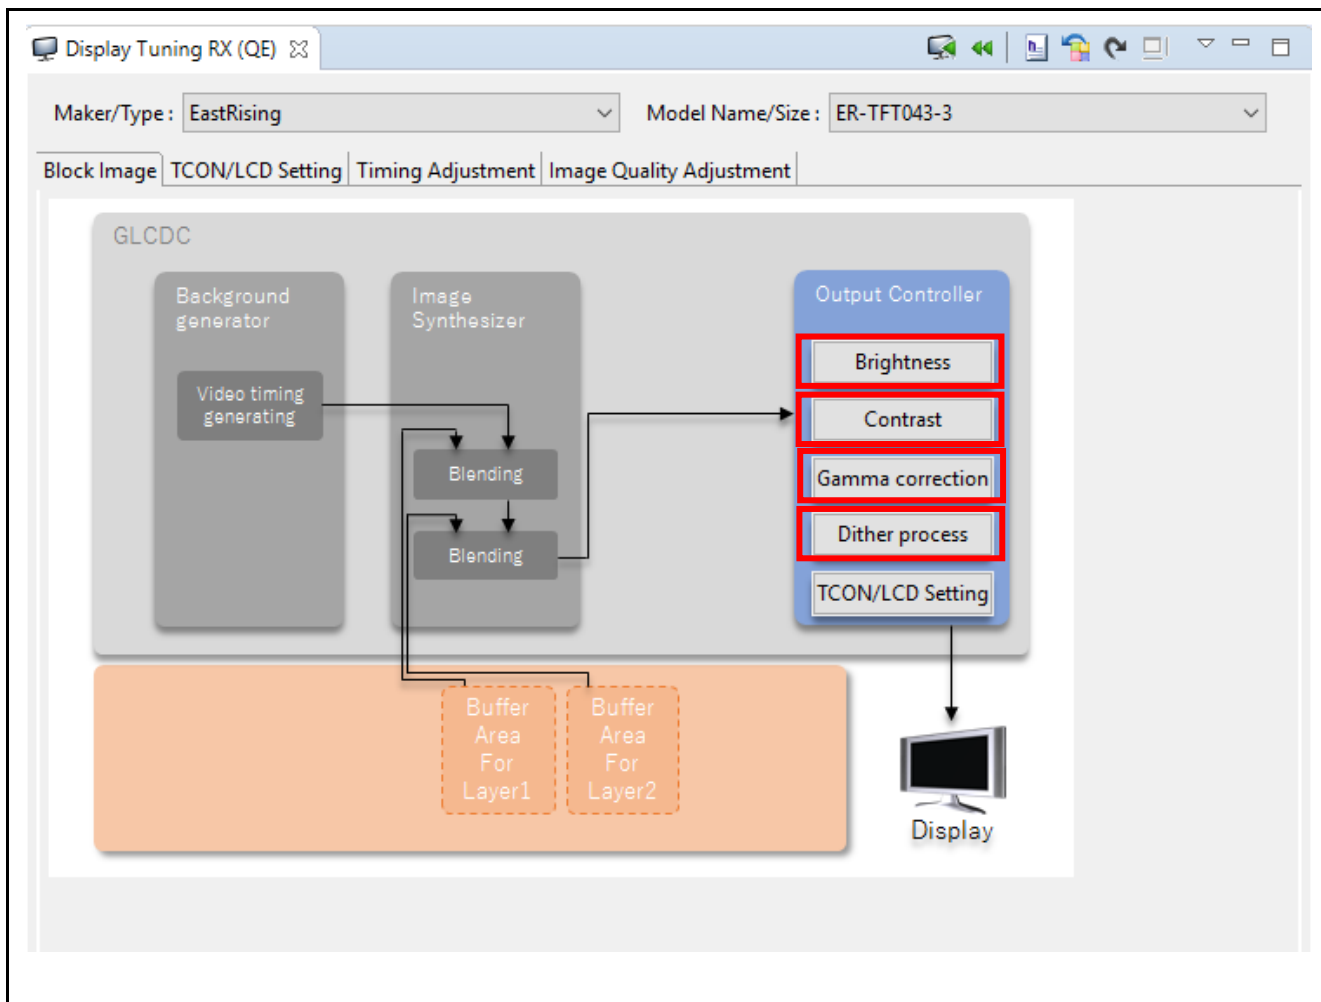 Display Tuning RX (QE)
Maker/Type : EastRising Model Name/Size : ER-TFT043-3
Block Image TCON/LCD Setting Timing Adjustment Image Quality Adjustment
GLCDC
Background
generator
Video timing
generating
Image
Synthesizer
Blending
Blending
Output Controller
Brightness
Contrast
Gamma correction
Dither process
TCON/LCD Setting
Buffer
Area
For
Layer1
Buffer
Area
For
Layer2
Display